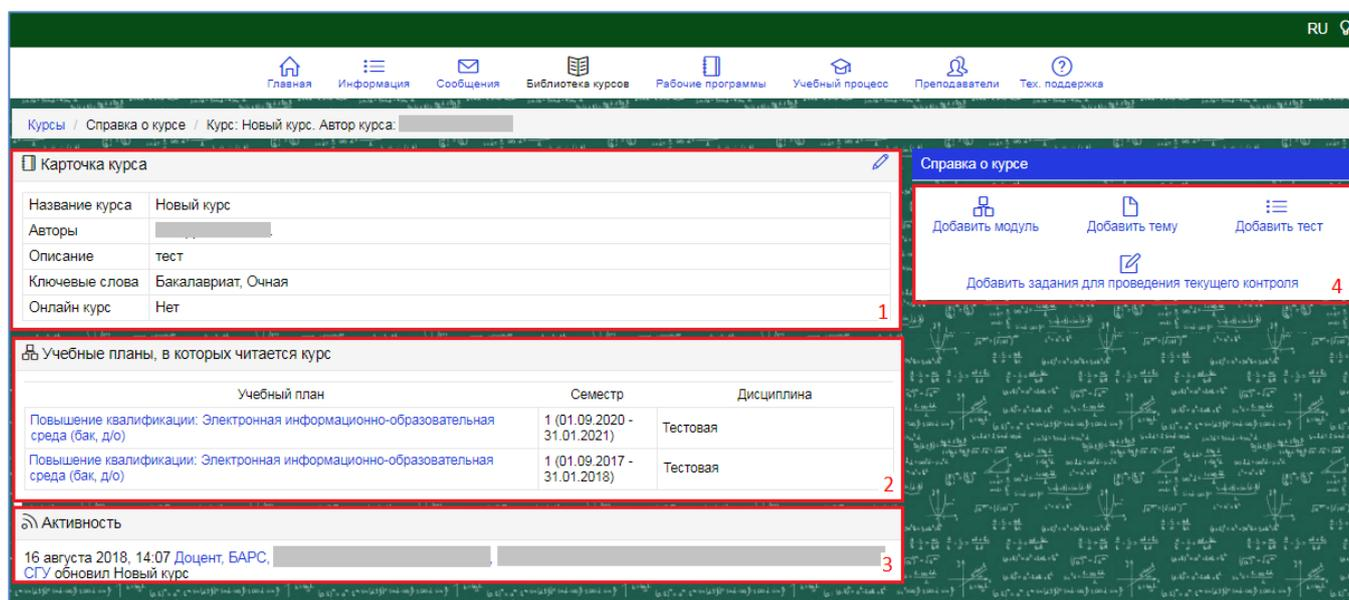 RU
Главная
Информация
Сообщения
Библиотека курсов
Рабочие программы
Учебный процесс
Преподаватели
Тех. поддержка
Курсы / Справка о курсе / Курс: Новый курс. Автор курса:
Карточка курса
Название курса Новый курс
Авторы
Описание тест
Ключевые слова Бакалавриат, Очная
Онлайн курс Нет
1
Учебные планы, в которых читается курс
Учебный план Семестр Дисциплина
Повышение квалификации: Электронная информационно-образовательная
среда (бак, д/о)
1 (01.09.2020 -
31.01.2021)
Тестовая
Повышение квалификации: Электронная информационно-образовательная
среда (бак, д/о)
1 (01.09.2017 -
31.01.2018)
Тестовая
2
Активность
16 августа 2018, 14:07 Доцент, БАРС,
СГУ обновил Новый курс
3
Справка о курсе
Добавить модуль
Добавить тему
Добавить тест
Добавить задания для проведения текущего контроля
4